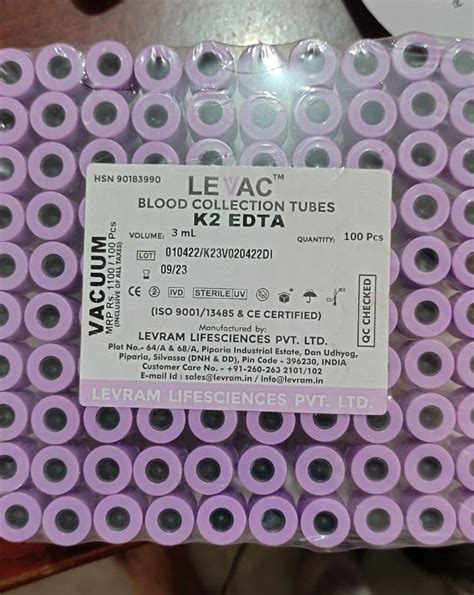 HSN 90183990
LEVAC™
BLOOD COLLECTION TUBES
K2 EDTA
VOLUME: 3 mL
QUANTITY: 100 Pcs
LOT 010422/K23V020422DI
09/23
CE 2 IVD STERILE UV
(ISO 9001/13485 & CE CERTIFIED)
Manufactured by:
LEVRAM LIFESCIENCES PVT. LTD.
Plot No.- 64/A & 68/A, Piparia Industrial Estate, Dan Udhyog,
Piparia, Silvassa (DNH & DD), Pin Code - 396230, INDIA
Customer Care No. - +91-260-263 2101/102
E-mail Id : sales@levram.in / info@levram.in
LEVRAM LIFESCIENCES PVT. LTD.
VACUUM
MRP Rs. 1100/100 Pcs
(INCLUSIVE OF ALL TAXES)
QC CHECKED